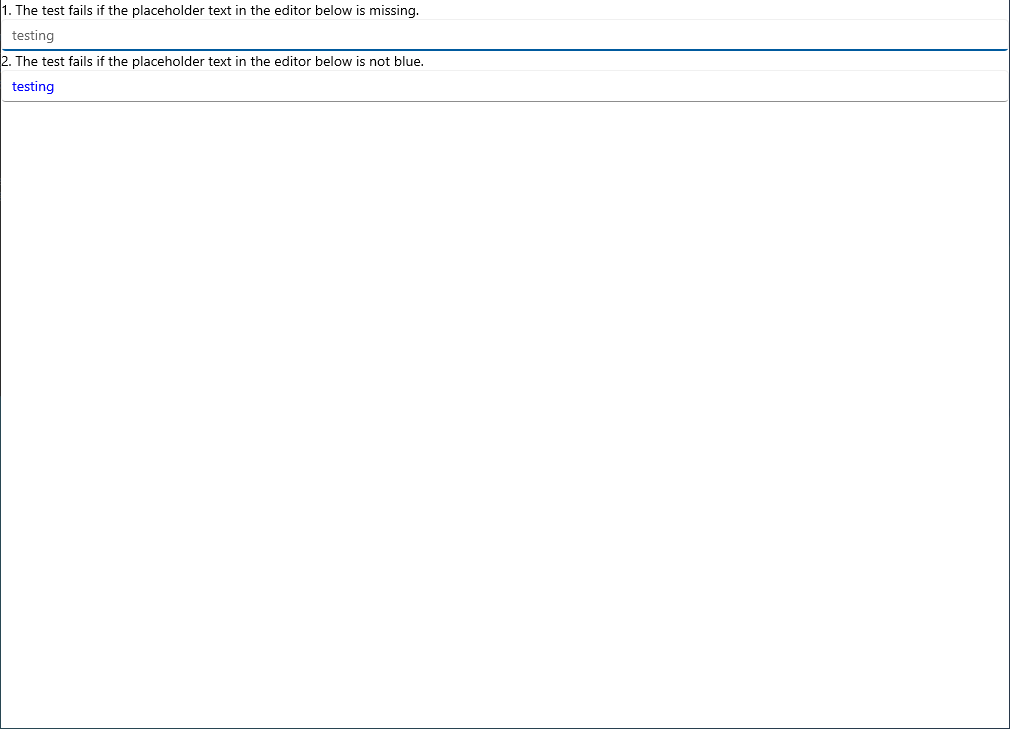 1. The test fails if the placeholder text in the editor below is missing.
testing
2. The test fails if the placeholder text in the editor below is not blue.
testing